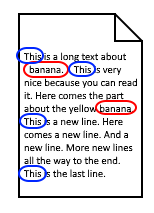 This is a long text about
banana. This is very
nice because you can read
it. Here comes the part
about the yellow banana.
This is a new line. Here
comes a new line. And a
new line. More new lines
all the way to the end.
This is the last line.